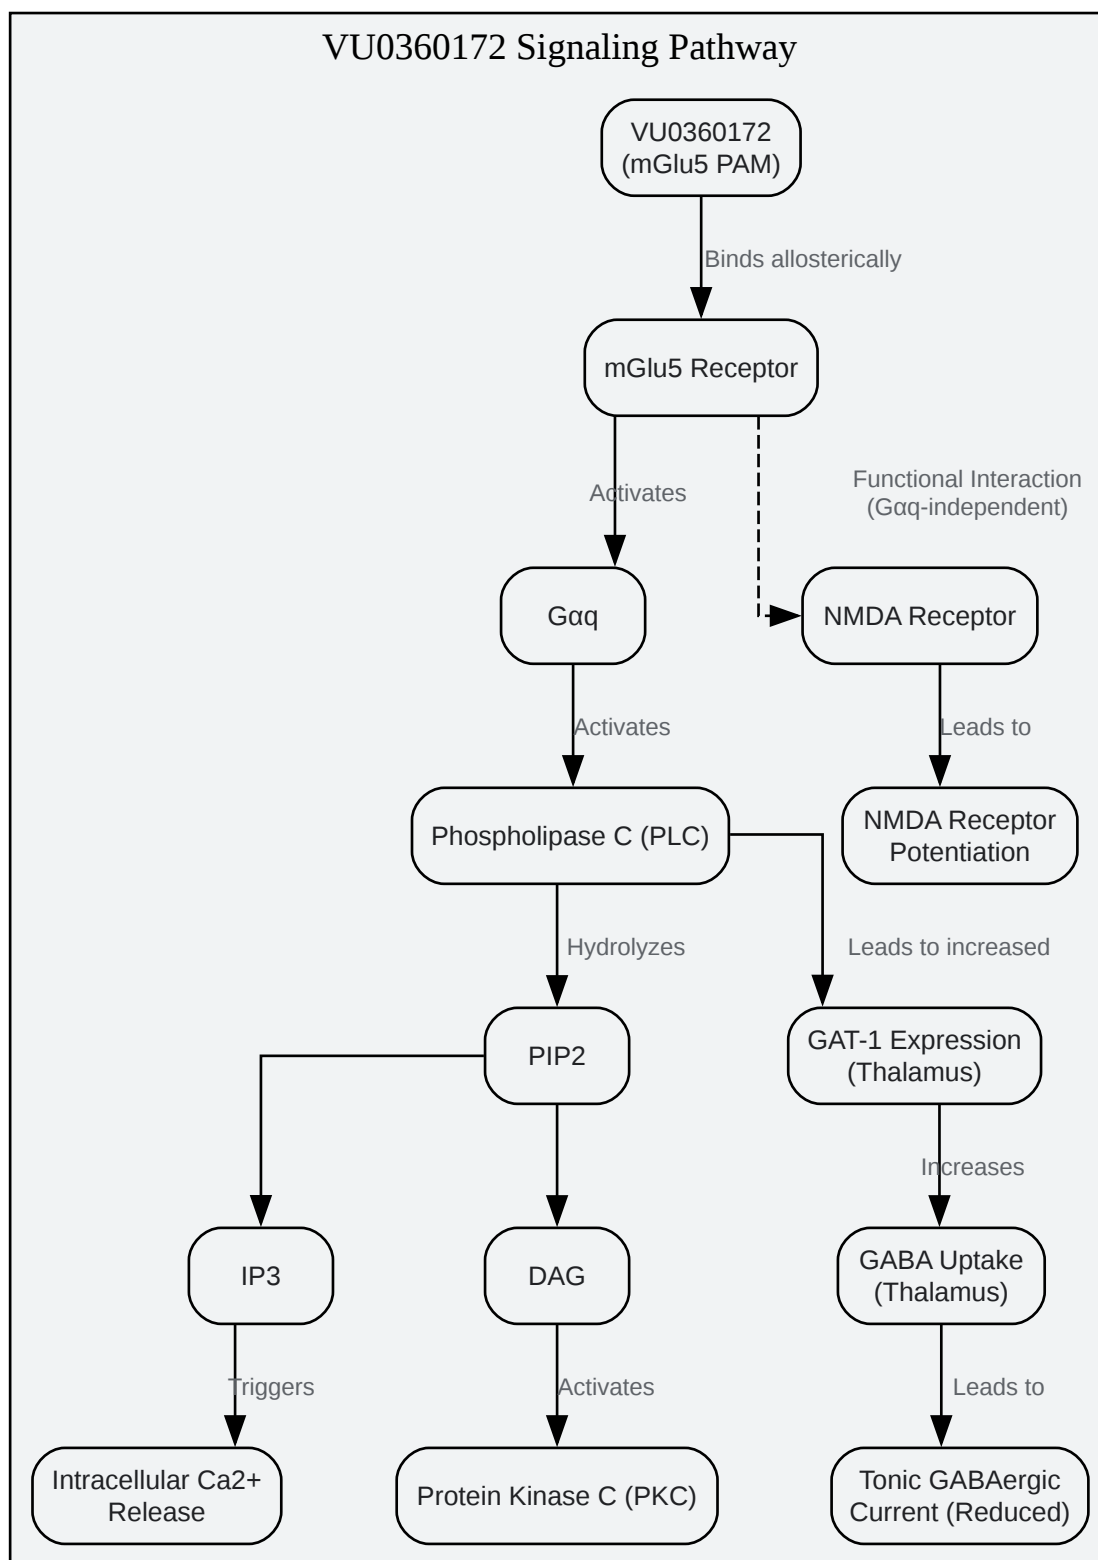 VU0360172 Signaling Pathway
VU0360172
(mGlu5 PAM)
Binds allosterically
mGlu5 Receptor
Activates
Functional Interaction
(Gαq-independent)
Gαq
NMDA Receptor
Activates
Leads to
Phospholipase C (PLC)
NMDA Receptor
Potentiation
Hydrolyzes
Leads to increased
PIP2
GAT-1 Expression
(Thalamus)
Increases
IP3
DAG
GABA Uptake
(Thalamus)
Triggers
Activates
Leads to
Intracellular Ca2+
Release
Protein Kinase C (PKC)
Tonic GABAergic
Current (Reduced)